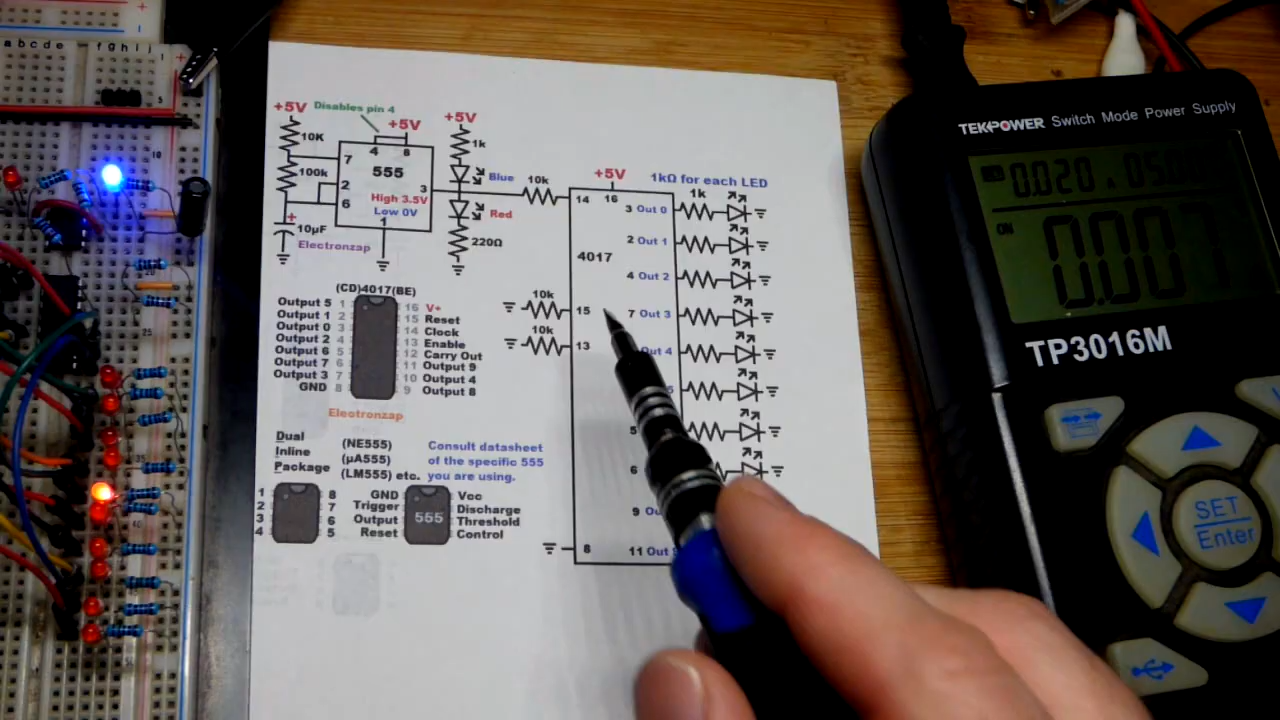 a b c d e f g h i j
+5V Disables pin 4
+5V
+5V
10K
1k
7
4 8
555
100k
2
6
3
High 3.5V
Low 0V
1
+
10µF
Electronzap
Blue
Red
220Ω
10k
+5V
1kΩ for each LED
14
16
1k
3 Out 0
2 Out 1
4017
4 Out 2
10k
15
7 Out 3
10k
13
Out 4
5
6
9
8
11 Out
(CD)4017(BE)
Output 5 1 16 V+
Output 1 2 15 Reset
Output 0 3 14 Clock
Output 2 4 13 Enable
Output 6 5 12 Carry Out
Output 7 6 11 Output 9
Output 3 7 10 Output 4
GND 8 9 Output 8
Electronzap
Dual
Inline
Package
(NE555)
(µA555)
(LM555) etc.
Consult datasheet
of the specific 555
you are using.
1 8
2 7
3 6
4 5
GND Vcc
Trigger Discharge
Output 555 Threshold
Reset Control
TEKPOWER Switch Mode Power Supply
0.020 A
ON
TP3016M
SET
Enter